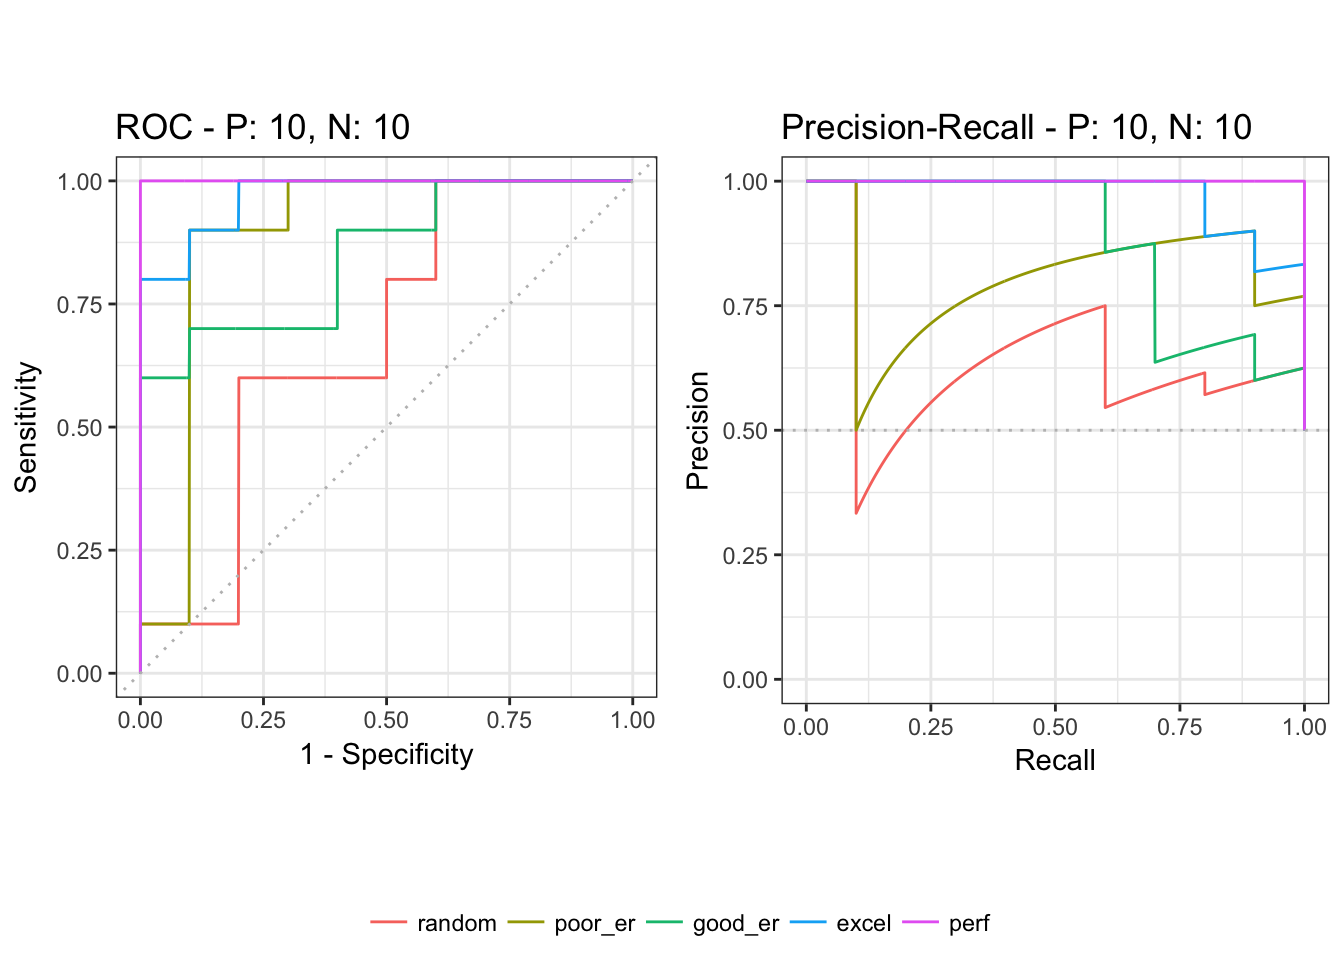 ROC - P: 10, N: 10
1.00
0.75
0.50
0.25
0.00
Sensitivity
0.00 0.25 0.50 0.75 1.00
1 - Specificity
Precision-Recall - P: 10, N: 10
1.00
0.75
0.50
0.25
0.00
Precision
0.00 0.25 0.50 0.75 1.00
Recall
random poor_er good_er excel perf